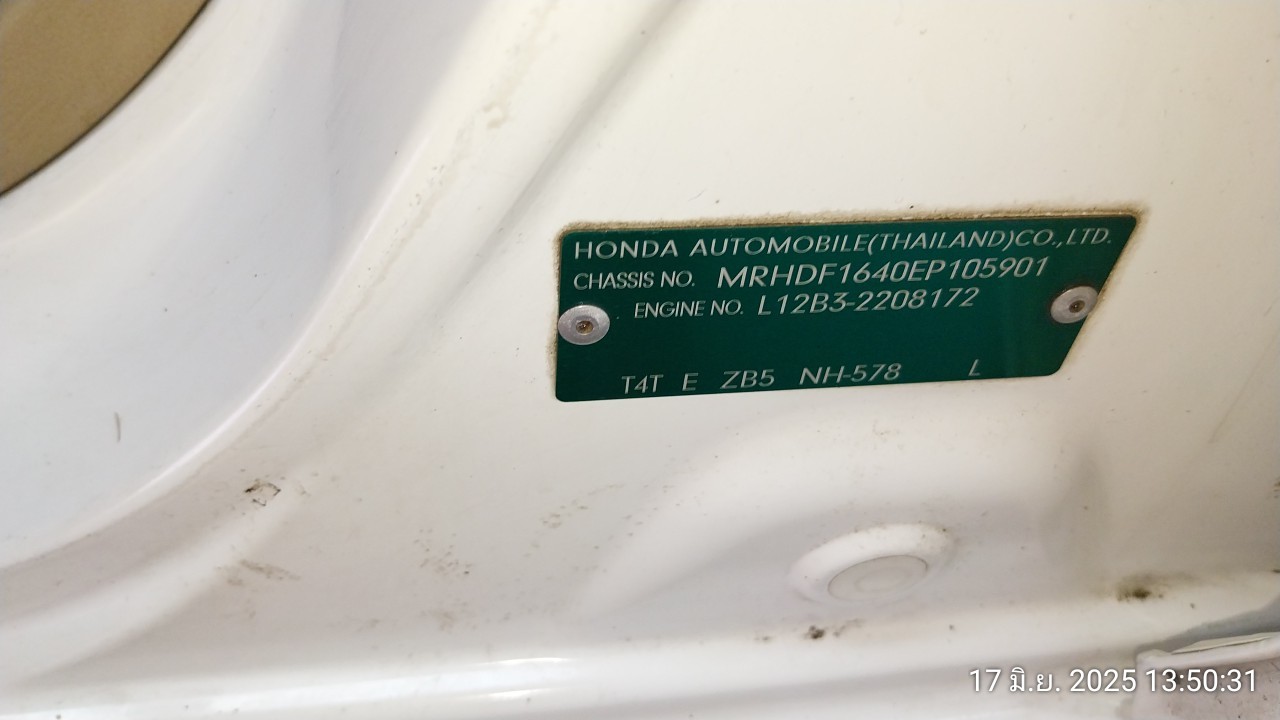 HONDA AUTOMOBILE(THAILAND)CO.,LTD.
CHASSIS NO. MRHDF1640EP105901
ENGINE NO. L12B3-2208172
T4T E ZB5 NH-578 L
17 มิ.ย. 2025 13:50:31